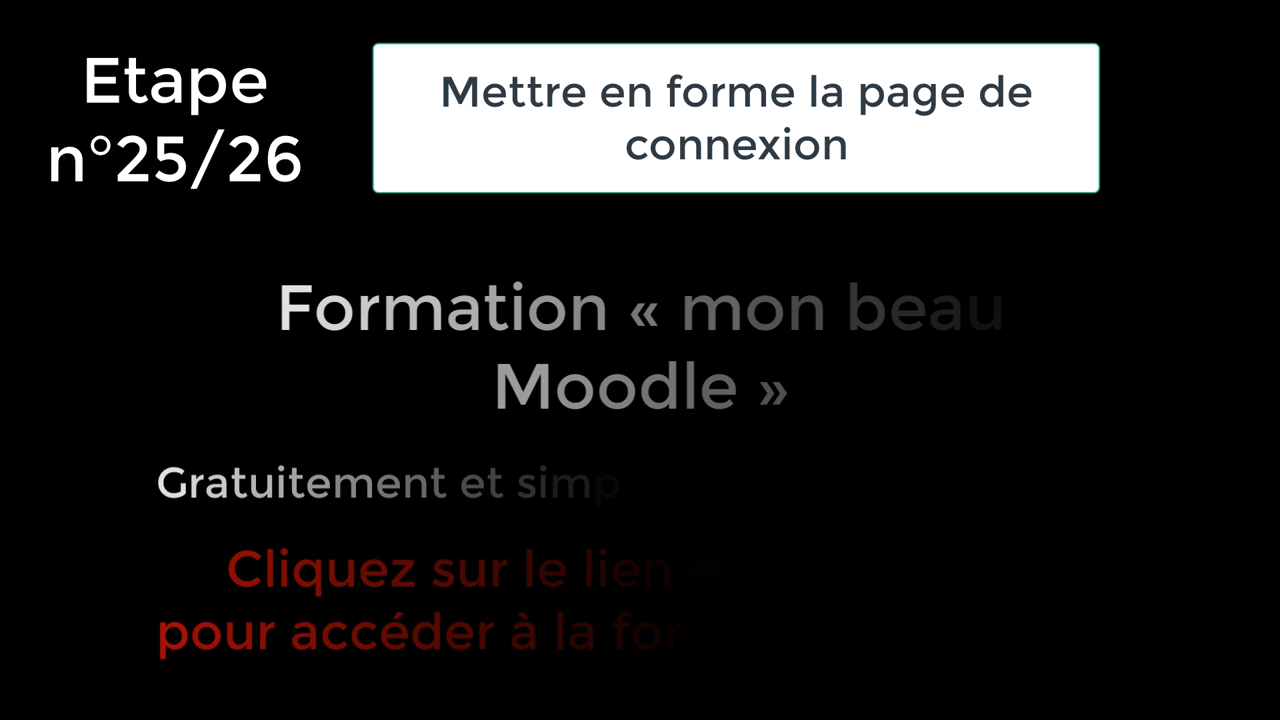 Etape
n°25/26
Mettre en forme la page de
connexion
Formation « mon beau
Moodle »
Gratuitement et simp
Cliquez sur le lien e
pour accéder à la for